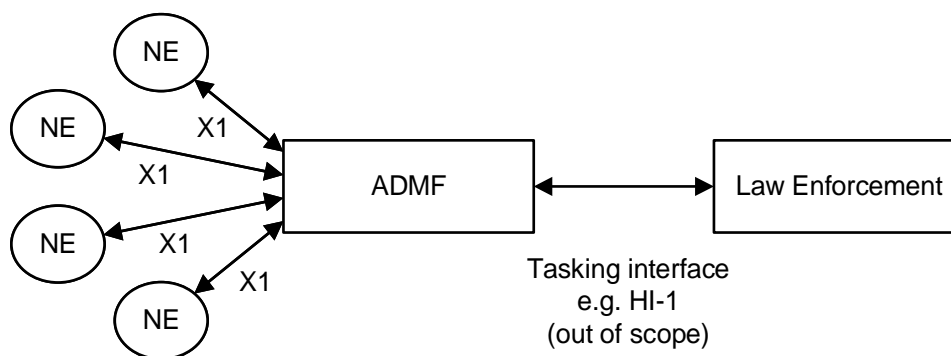 NE
X1
NE
X1
NE
X1
NE
X1
ADMF
Law Enforcement
Tasking interface
e.g. HI-1
(out of scope)